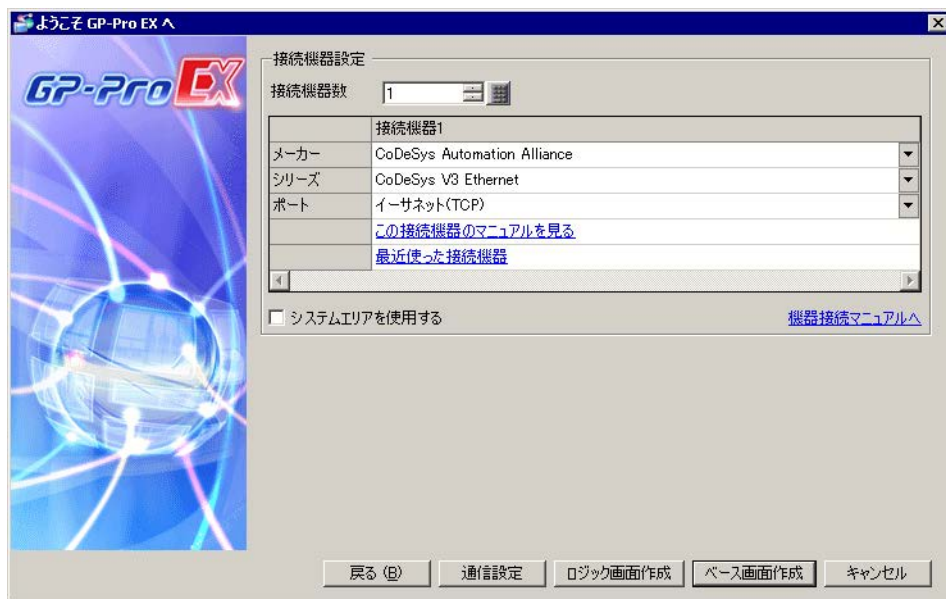 ようこそ GP-Pro EX へ
GP-Pro EX
接続機器設定
接続機器数 1
接続機器1
メーカー CoDeSys Automation Alliance
シリーズ CoDeSys V3 Ethernet
ポート イーサネット(TCP)
この接続機器のマニュアルを見る
最近使った接続機器
システムエリアを使用する 機器接続マニュアルへ
戻る (B) 通信設定 ロジック画面作成 ベース画面作成 キャンセル